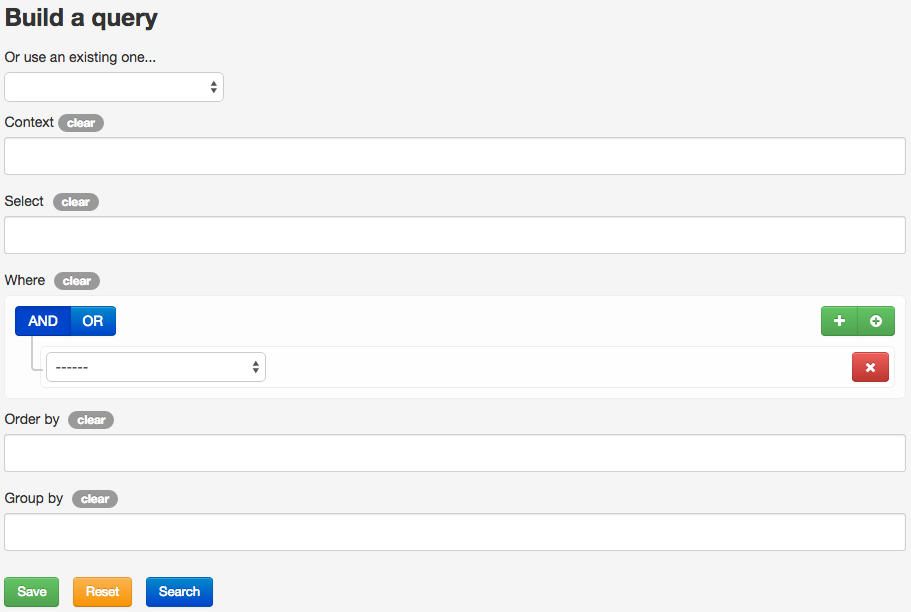 Build a query
Or use an existing one...
Context clear
Select clear
Where clear
AND OR
------
Order by clear
Group by clear
Save Reset Search